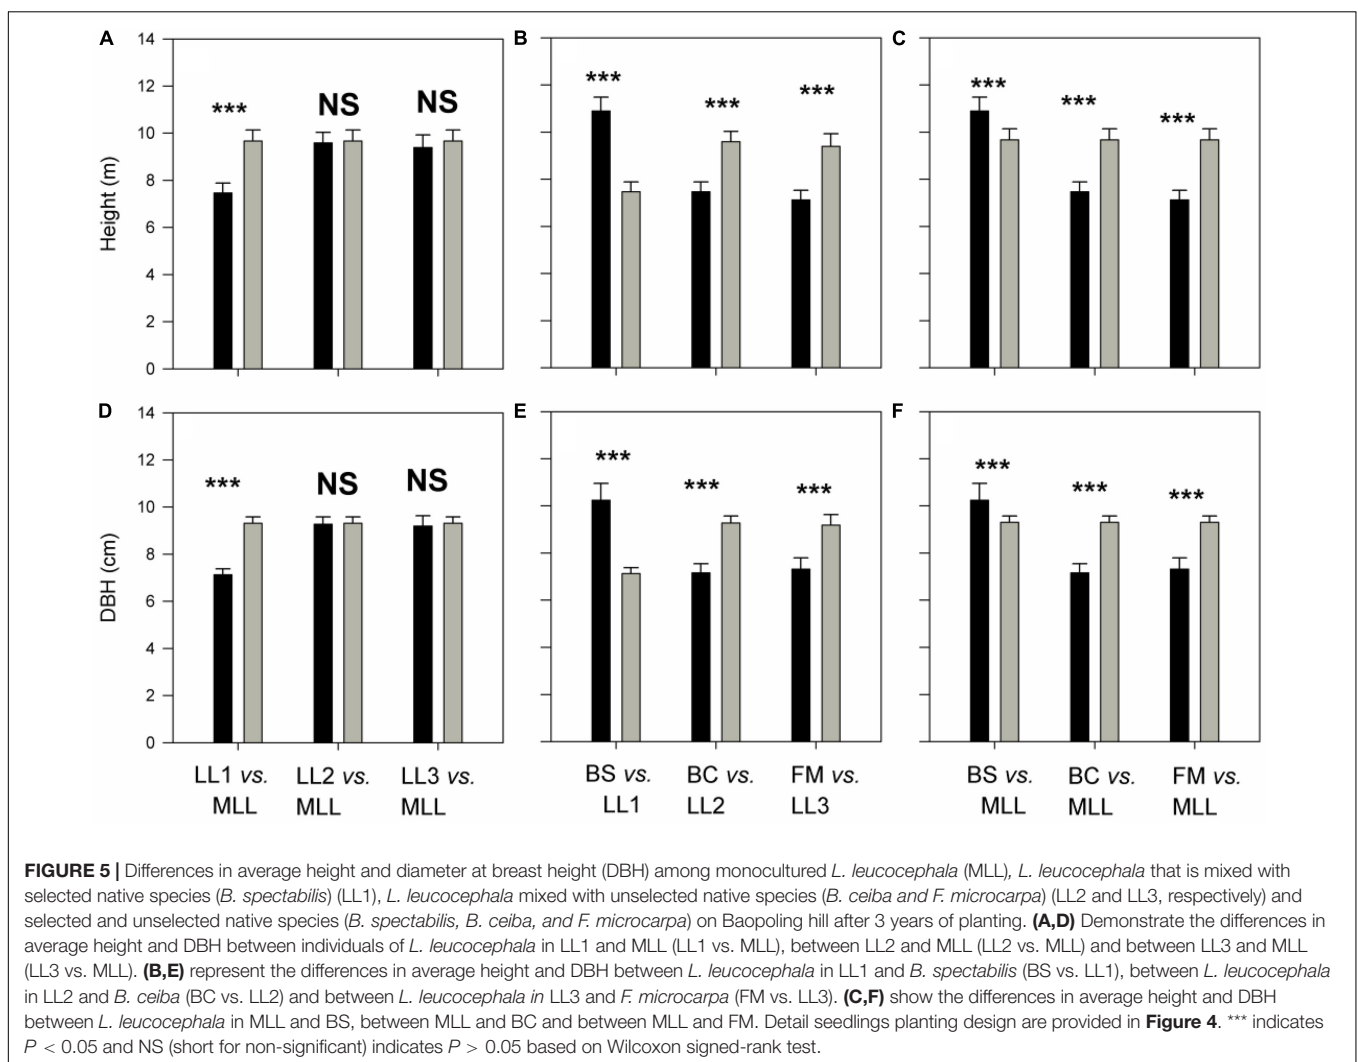 A
B
C
14
12
10
8
6
4
2
0
Height (m)
***
NS
NS
***
***
***
***
***
***
D
E
F
14
12
10
8
6
4
2
0
DBH (cm)
***
NS
NS
***
***
***
***
***
***
LL1 vs. LL2 vs. LL3 vs.
MLL MLL MLL
BS vs. BC vs. FM vs.
LL1 LL2 LL3
BS vs. BC vs. FM vs.
MLL MLL MLL
FIGURE 5 | Differences in average height and diameter at breast height (DBH) among monocultured L. leucocephala (MLL), L. leucocephala that is mixed with
selected native species (B. spectabilis) (LL1), L. leucocephala mixed with unselected native species (B. ceiba and F. microcarpa) (LL2 and LL3, respectively) and
selected and unselected native species (B. spectabilis, B. ceiba, and F. microcarpa) on Baopoling hill after 3 years of planting. (A,D) Demonstrate the differences in
average height and DBH between individuals of L. leucocephala in LL1 and MLL (LL1 vs. MLL), between LL2 and MLL (LL2 vs. MLL) and between LL3 and MLL
(LL3 vs. MLL). (B,E) represent the differences in average height and DBH between L. leucocephala in LL1 and B. spectabilis (BS vs. LL1), between L. leucocephala
in LL2 and B. ceiba (BC vs. LL2) and between L. leucocephala in LL3 and F. microcarpa (FM vs. LL3). (C,F) show the differences in average height and DBH
between L. leucocephala in MLL and BS, between MLL and BC and between MLL and FM. Detail seedlings planting design are provided in Figure 4. *** indicates
P < 0.05 and NS (short for non-significant) indicates P > 0.05 based on Wilcoxon signed-rank test.